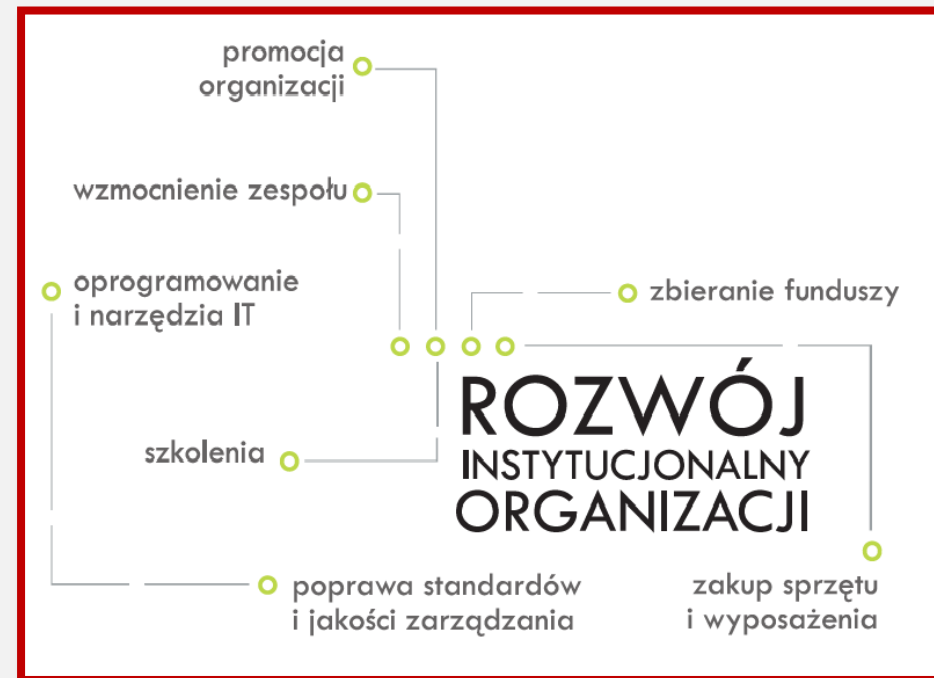 promocja
organizacji
wzmocnienie zespołu
oprogramowanie
i narzędzia IT
zbieranie funduszy
ROZWÓJ
INSTYTUCJONALNY
ORGANIZACJI
szkolenia
poprawa standardów
i jakości zarządzania
zakup sprzętu
i wyposażenia